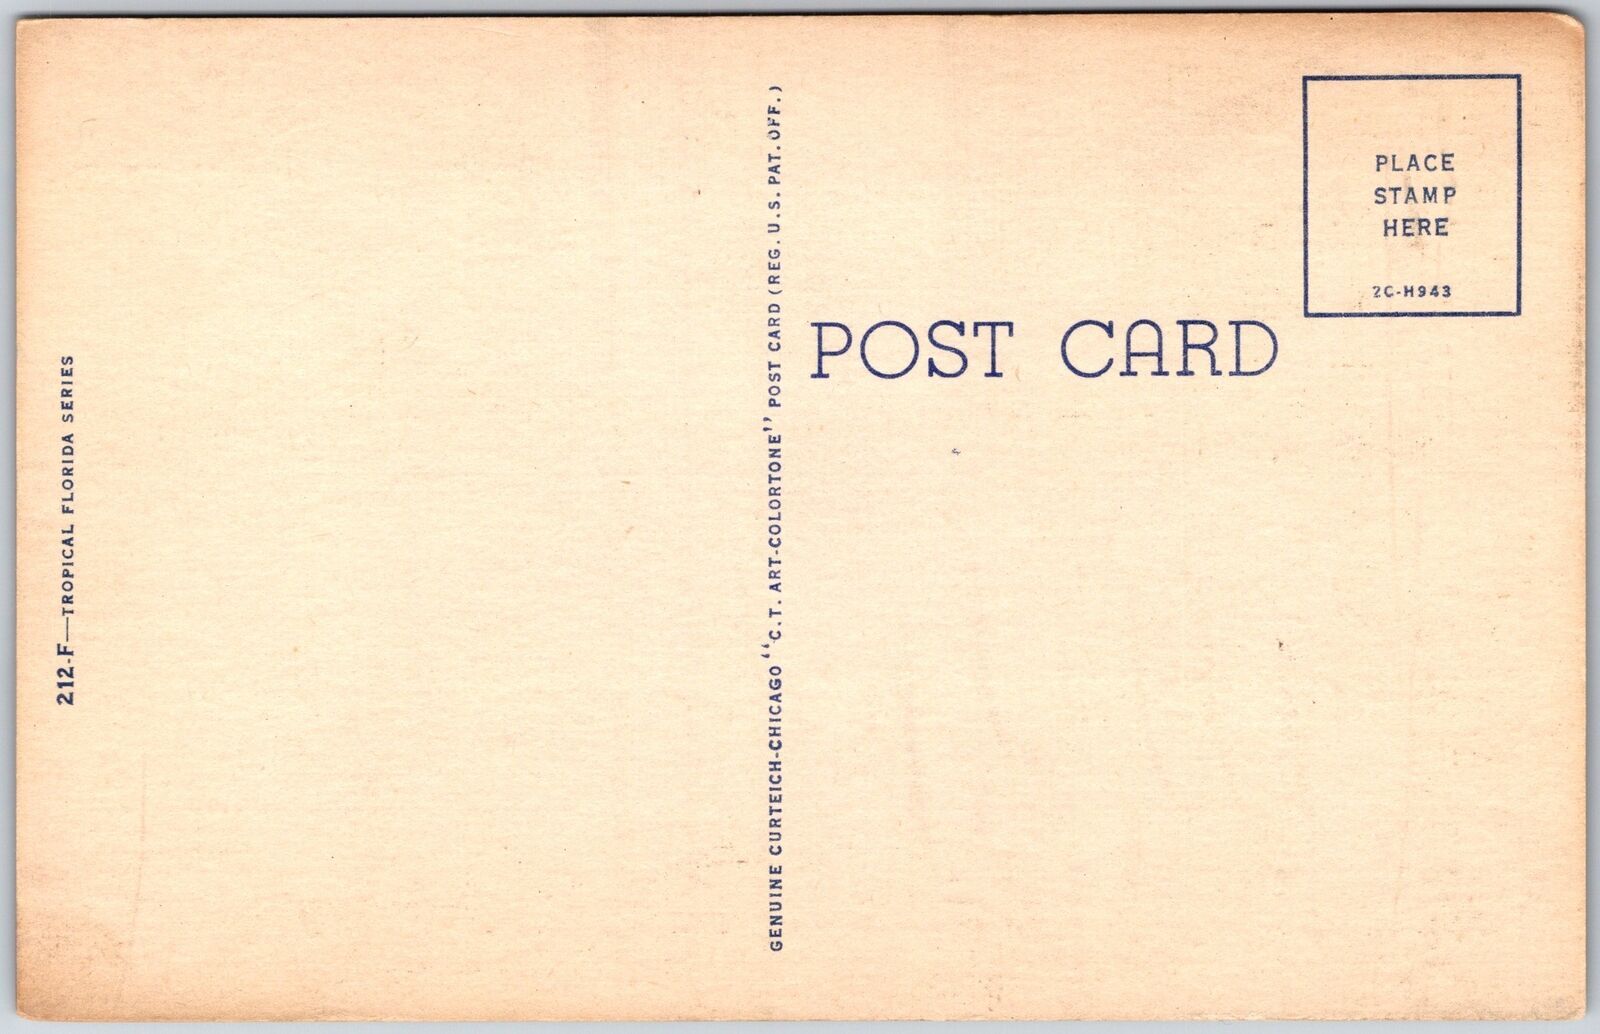 212-F—TROPICAL FLORIDA SERIES
GENUINE CURTEICH-CHICAGO “C.T. ART-COLORTONE” POST CARD (REG. U.S. PAT. OFF.)
POST CARD
PLACE
STAMP
HERE
2C-H943